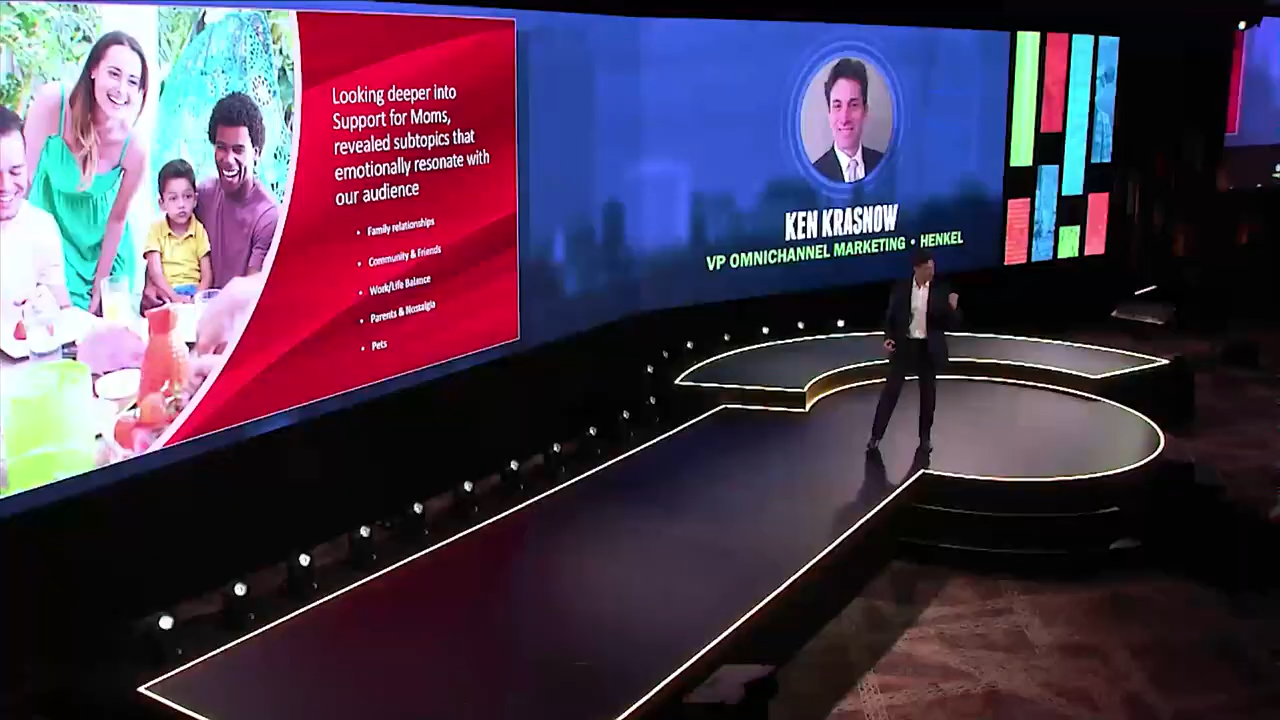 Looking deeper into
Support for Moms,
revealed subtopics that
emotionally resonate with
our audience
• Family relationships
• Community & Friends
• Work/Life Balance
• Parents & Nostalgia
• Pets
KEN KRASNOW
VP OMNICHANNEL MARKETING • HENKEL